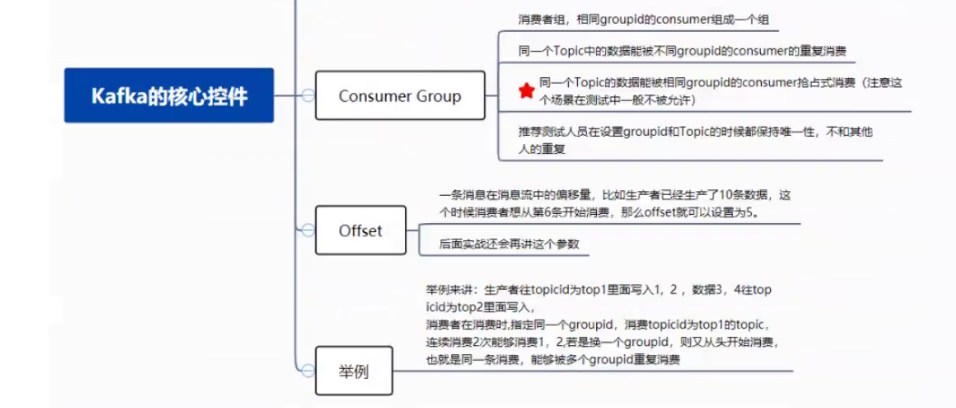 Kafka的核心控件
Consumer Group
消费者组，相同groupid的consumer组成一个组
同一个Topic中的数据能被不同groupid的consumer的重复消费
同一个Topic的数据能被相同groupid的consumer抢占式消费（注意这
个场景在测试中一般不被允许）
推荐测试人员在设置groupid和Topic的时候都保持唯一性，不和其他
人的重复
Offset
一条消息在消息流中的偏移量，比如生产者已经生产了10条数据，这
个时候消费者想从第6条开始消费，那么offset就可以设置为5。
后面实战还会再讲这个参数
举例
举例来讲：生产者往topicid为top1里面写入1，2 ，数据3，4往top
icid为top2里面写入，
消费者在消费时,指定同一个groupid，消费topicid为top1的topic，
连续消费2次能够消费1，2,若是换一个groupid，则又从头开始消费，
也就是同一条消费，能够被多个groupid重复消费